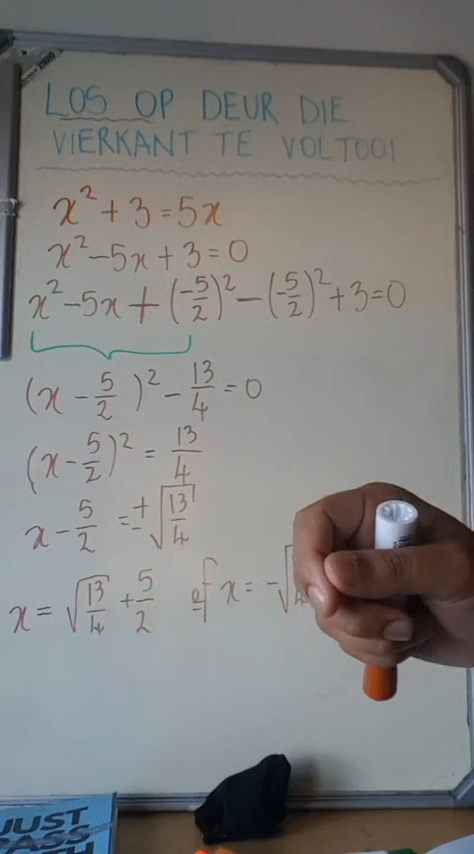 LOS OP DEUR DIE
VIERKANT TE VOLTOOI
x² + 3 = 5x
x² - 5x + 3 = 0
x² - 5x + (-5/2)² - (-5/2)² + 3 = 0
(x - 5/2)² - 13/4 = 0
(x - 5/2)² = 13/4
x - 5/2 = ±√(13/4)
x = √(13/4) + 5/2 of x = -√
JUST
PASS